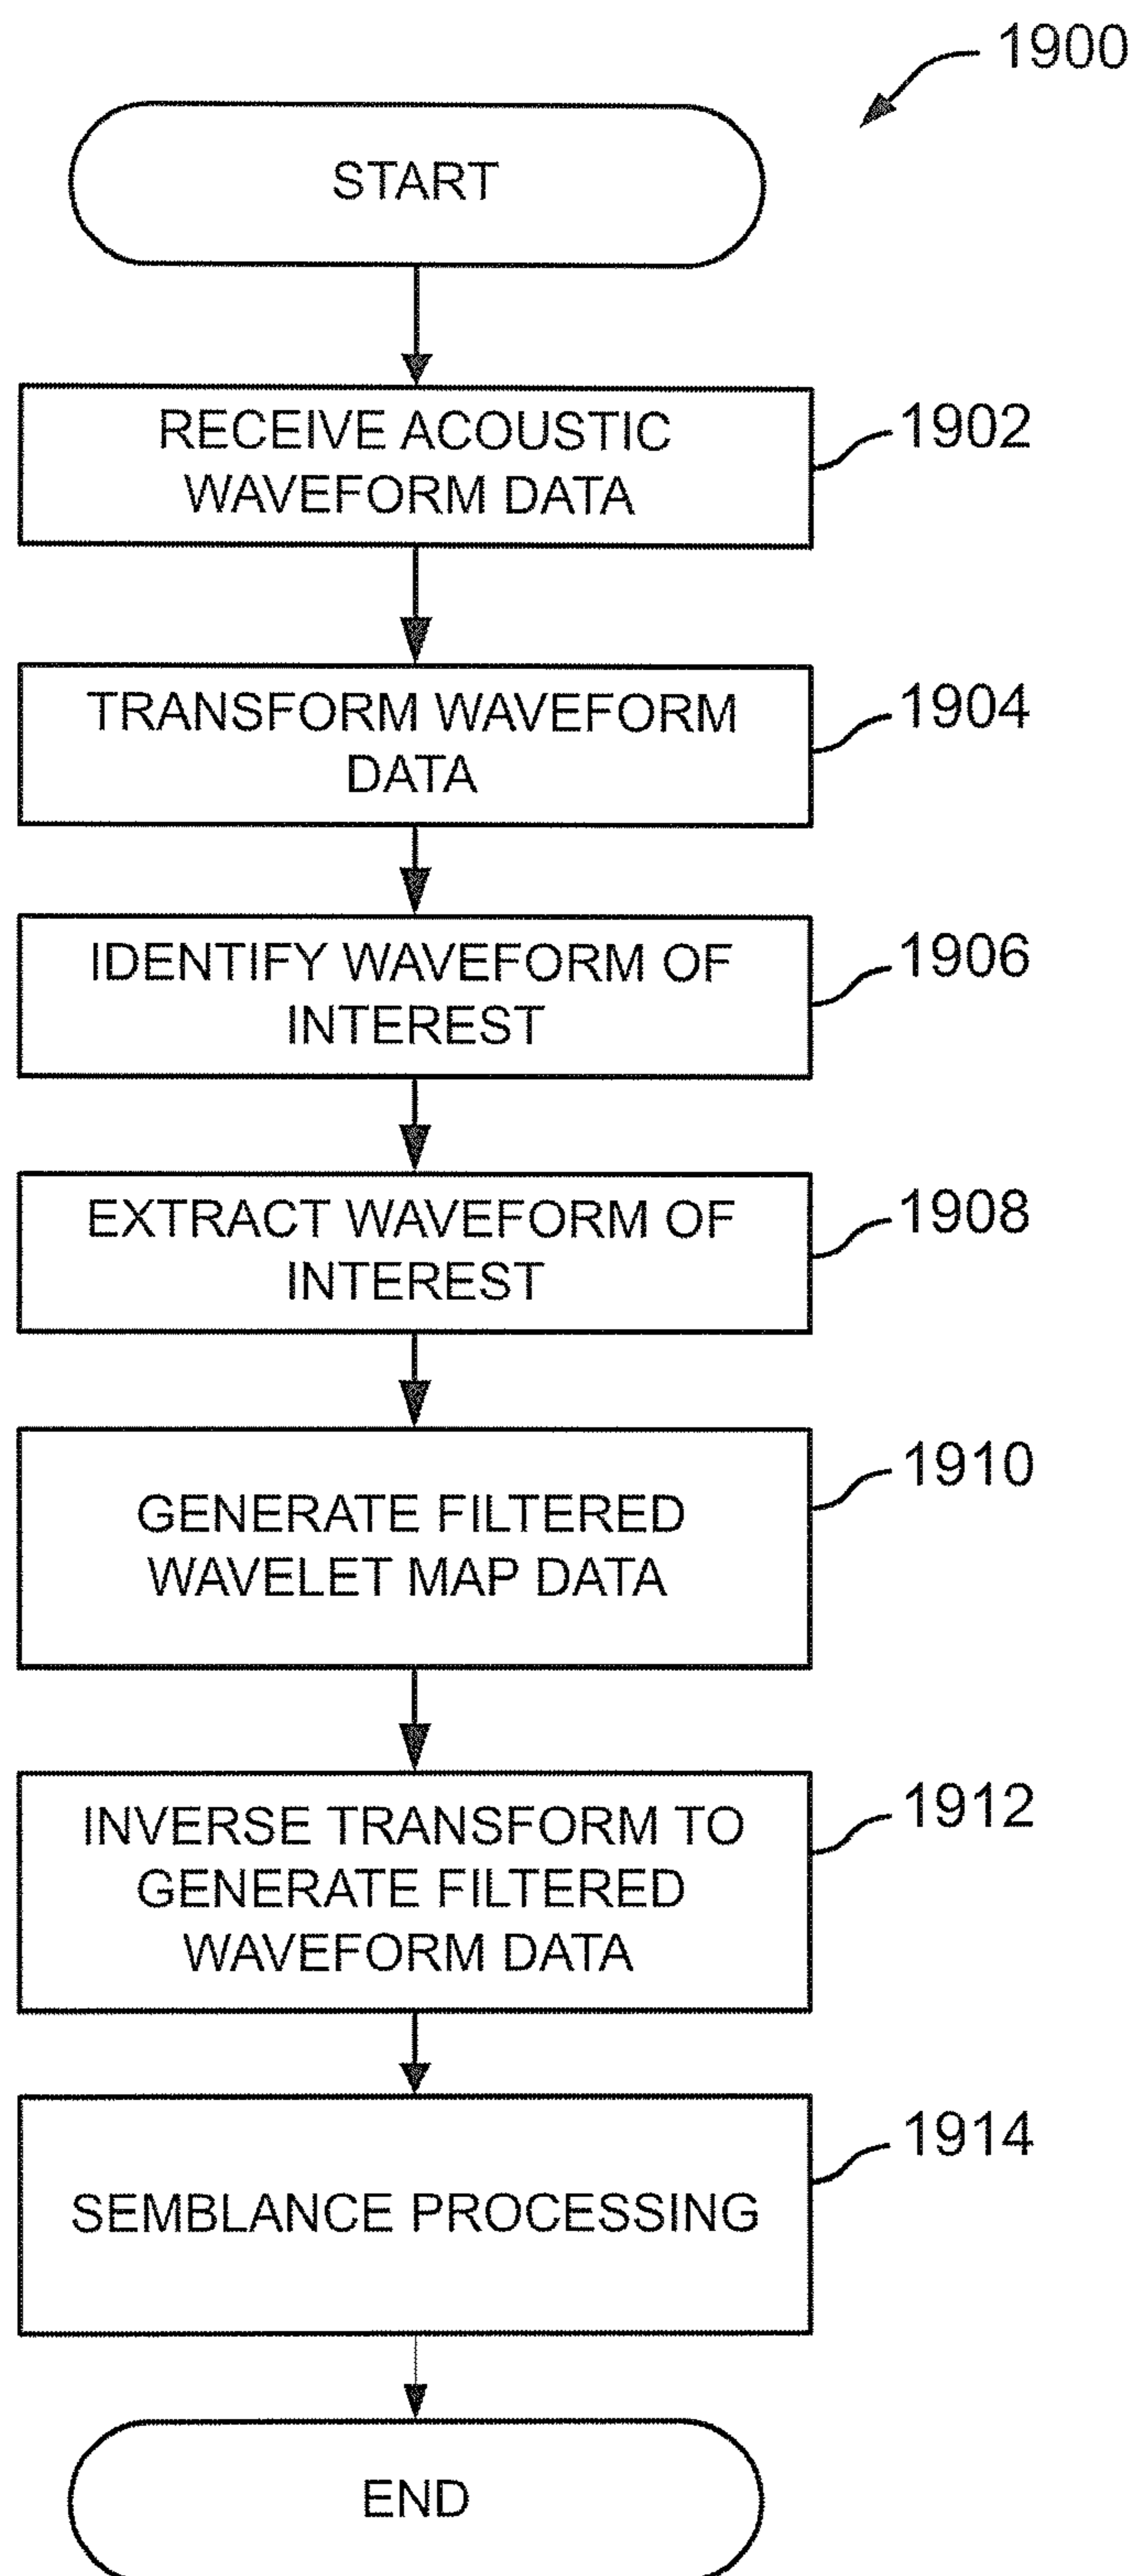 1900
START
RECEIVE ACOUSTIC
WAVEFORM DATA
1902
TRANSFORM WAVEFORM
DATA
1904
IDENTIFY WAVEFORM OF
INTEREST
1906
EXTRACT WAVEFORM OF
INTEREST
1908
GENERATE FILTERED
WAVELET MAP DATA
1910
INVERSE TRANSFORM TO
GENERATE FILTERED
WAVEFORM DATA
1912
SEMBLANCE PROCESSING
1914
END